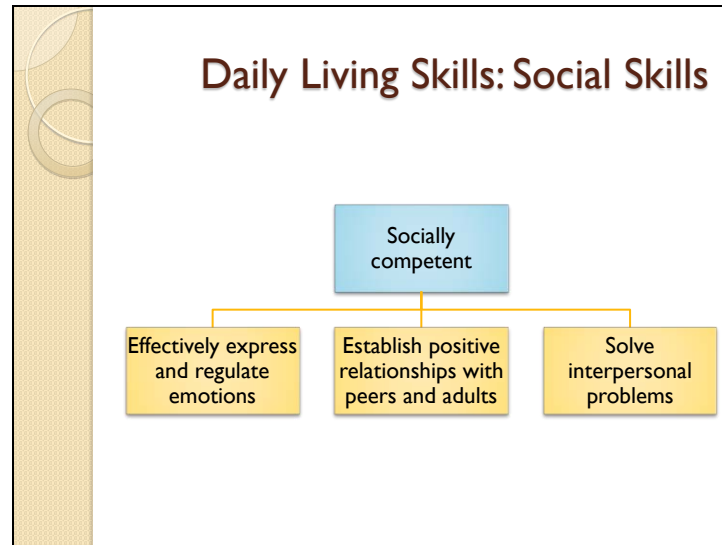 Daily Living Skills: Social Skills
Socially
competent
Effectively express
and regulate
emotions
Establish positive
relationships with
peers and adults
Solve
interpersonal
problems